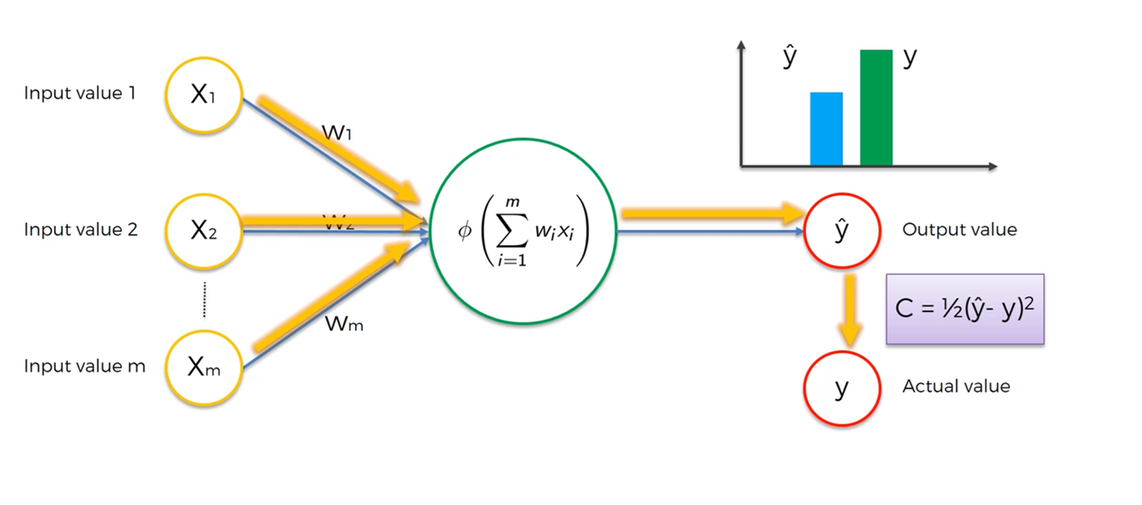 ŷ y
Input value 1 X₁ W₁
Input value 2 X₂ W₂
ϕ(∑ᵢ₌₁ᵐ wᵢxᵢ)
ŷ Output value
C = ½(ŷ- y)²
Wₘ
Input value m Xₘ
y Actual value